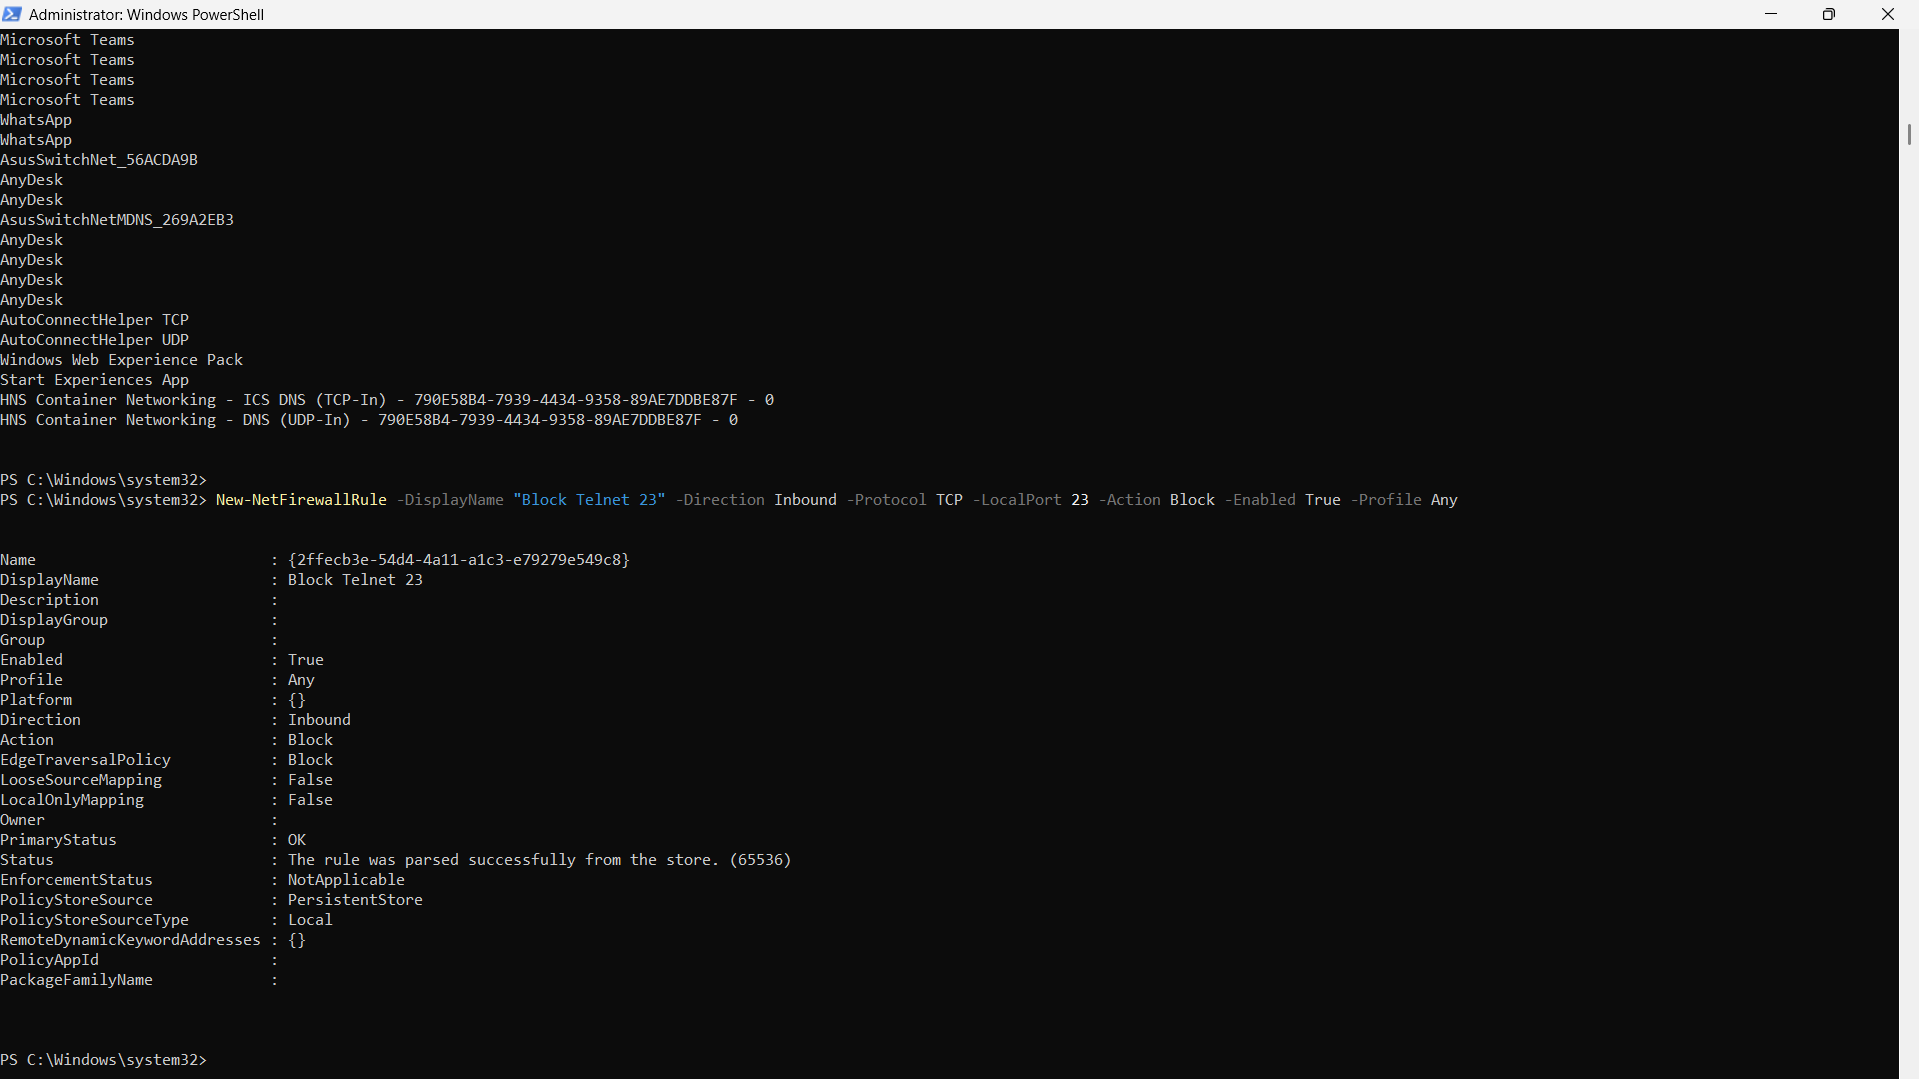 Administrator: Windows PowerShell
Microsoft Teams
Microsoft Teams
Microsoft Teams
Microsoft Teams
WhatsApp
WhatsApp
AsusSwitchNet_56ACDA9B
AnyDesk
AnyDesk
AsusSwitchNetMDNS_269A2EB3
AnyDesk
AnyDesk
AnyDesk
AnyDesk
AutoConnectHelper TCP
AutoConnectHelper UDP
Windows Web Experience Pack
Start Experiences App
HNS Container Networking - ICS DNS (TCP-In) - 790E58B4-7939-4434-9358-89AE7DDBE87F - 0
HNS Container Networking - DNS (UDP-In) - 790E58B4-7939-4434-9358-89AE7DDBE87F - 0
PS C:\Windows\system32>
PS C:\Windows\system32> New-NetFirewallRule -DisplayName "Block Telnet 23" -Direction Inbound -Protocol TCP -LocalPort 23 -Action Block -Enabled True -Profile Any
Name : {2ffecb3e-54d4-4a11-a1c3-e79279e549c8}
DisplayName : Block Telnet 23
Description :
DisplayGroup :
Group :
Enabled : True
Profile : Any
Platform : {}
Direction : Inbound
Action : Block
EdgeTraversalPolicy : Block
LooseSourceMapping : False
LocalOnlyMapping : False
Owner :
PrimaryStatus : OK
Status : The rule was parsed successfully from the store. (65536)
EnforcementStatus : NotApplicable
PolicyStoreSource : PersistentStore
PolicyStoreSourceType : Local
RemoteDynamicKeywordAddresses : {}
PolicyAppId :
PackageFamilyName :
PS C:\Windows\system32>